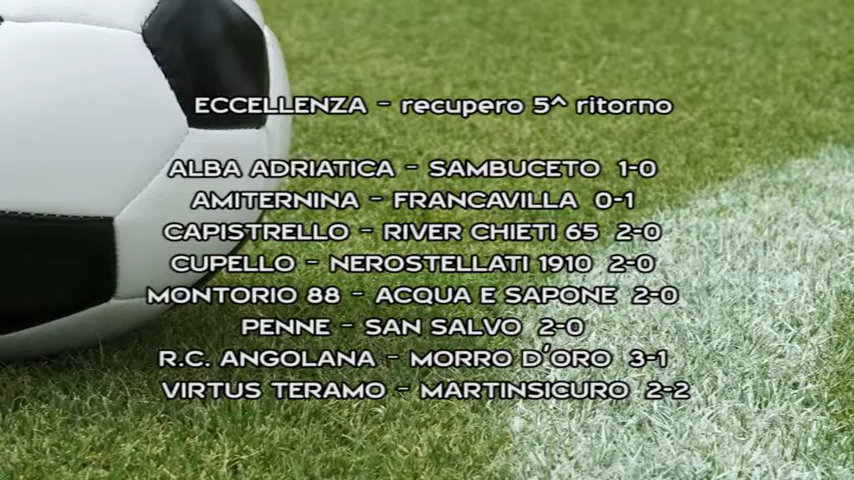 ECCELLENZA - recupero 5^ ritorno
ALBA ADRIATICA - SAMBUCETO 1-0
AMITERNINA - FRANCAVILLA 0-1
CAPISTRELLO - RIVER CHIETI 65 2-0
CUPELLO - NEROSTELLATI 1910 2-0
MONTORIO 88 - ACQUA E SAPONE 2-0
PENNE - SAN SALVO 2-0
R.C. ANGOLANA - MORRO D'ORO 3-1
VIRTUS TERAMO - MARTINSICURO 2-2